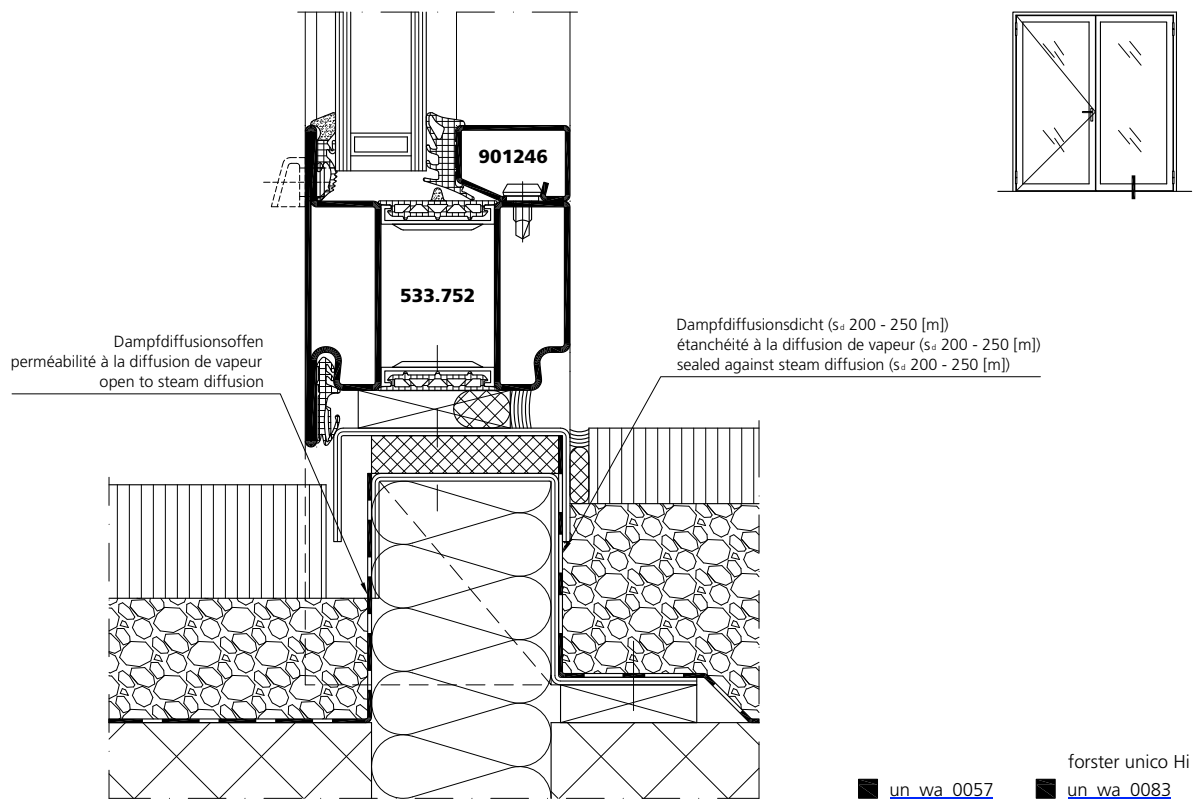 901246
533.752
Dampfdiffusionsoffen
perméabilité à la diffusion de vapeur
open to steam diffusion
Dampfdiffusionsdicht (sd 200 - 250 [m])
étanchéité à la diffusion de vapeur (sd 200 - 250 [m])
sealed against steam diffusion (sd 200 - 250 [m])
forster unico Hi
un_wa_0057
un_wa_0083